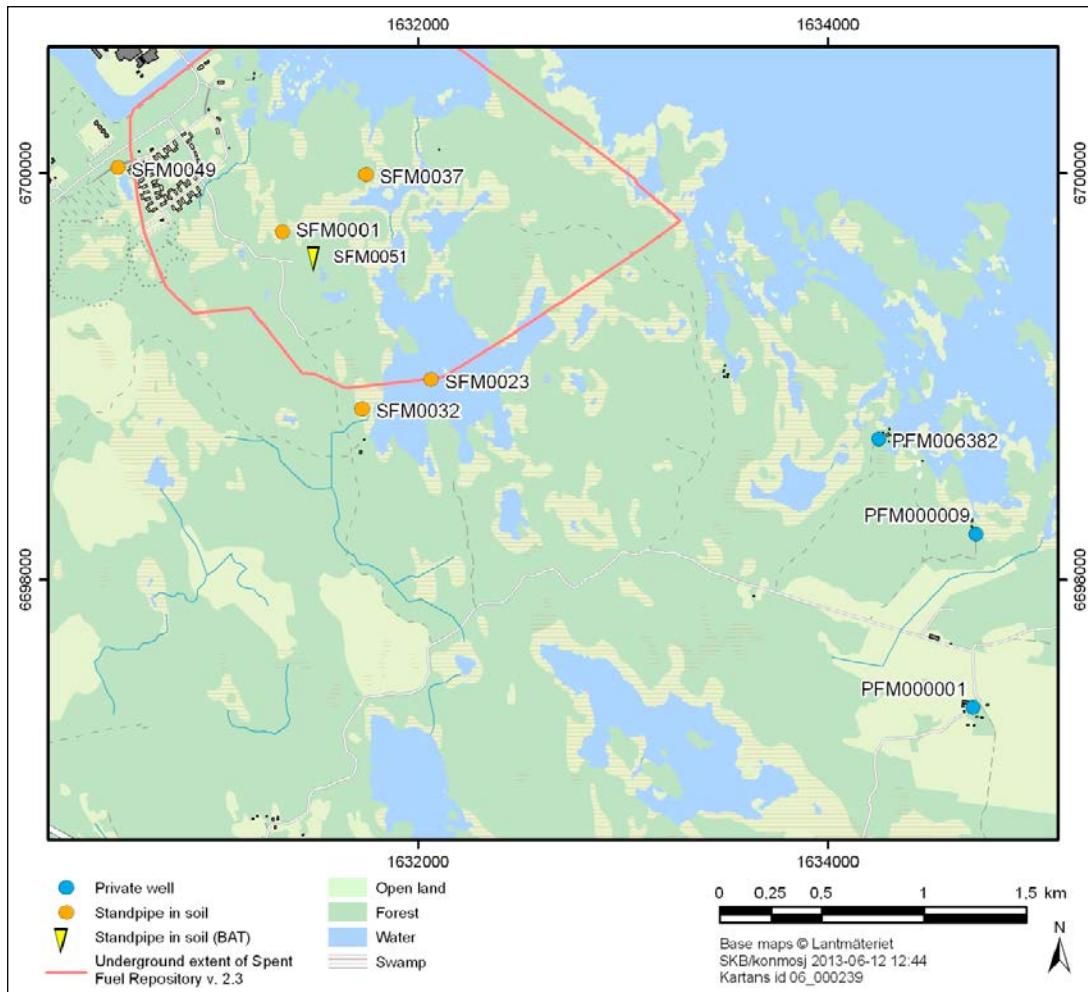 1632000
1634000
6700000
6700000
SFM0049
SFM0037
SFM0001
SFM0051
SFM0023
SFM0032
PFM006382
PFM000009
6698000
6698000
PFM000001
1632000
1634000
Private well
Standpipe in soil
Standpipe in soil (BAT)
Underground extent of Spent
Fuel Repository v. 2.3
Open land
Forest
Water
Swamp
0 0,25 0,5 1 1,5 km
Base maps © Lantmäteriet
SKB/konmosj 2013-06-12 12:44
Kartans id 06_000239
N